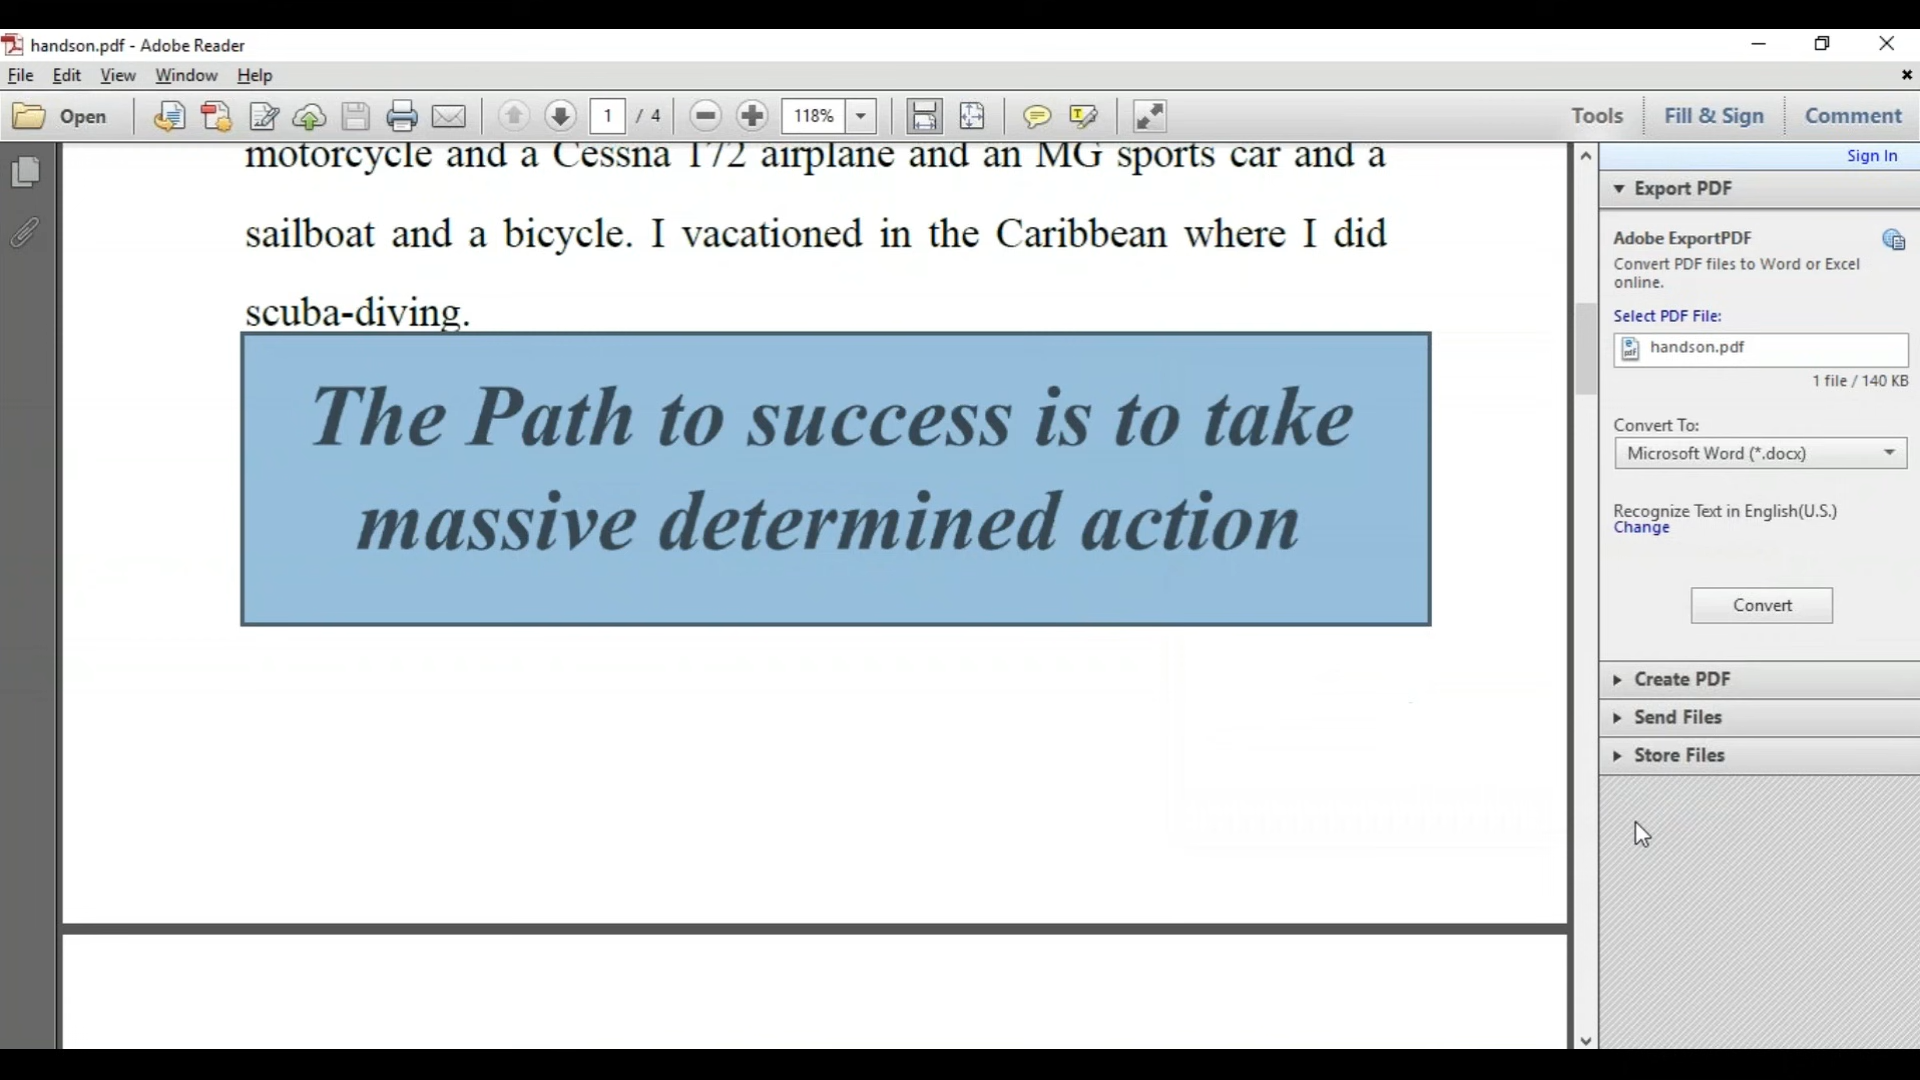 handson.pdf - Adobe Reader
File Edit View Window Help
Open 1 / 4 118% Tools Fill & Sign Comment
motorcycle and a Cessna 172 airplane and an MG sports car and a
sailboat and a bicycle. I vacationed in the Caribbean where I did
scuba-diving.
The Path to success is to take
massive determined action
Sign In
Export PDF
Adobe ExportPDF
Convert PDF files to Word or Excel
online.
Select PDF File:
handson.pdf
1 file / 140 KB
Convert To:
Microsoft Word (*.docx)
Recognize Text in English(U.S.)
Change
Convert
Create PDF
Send Files
Store Files